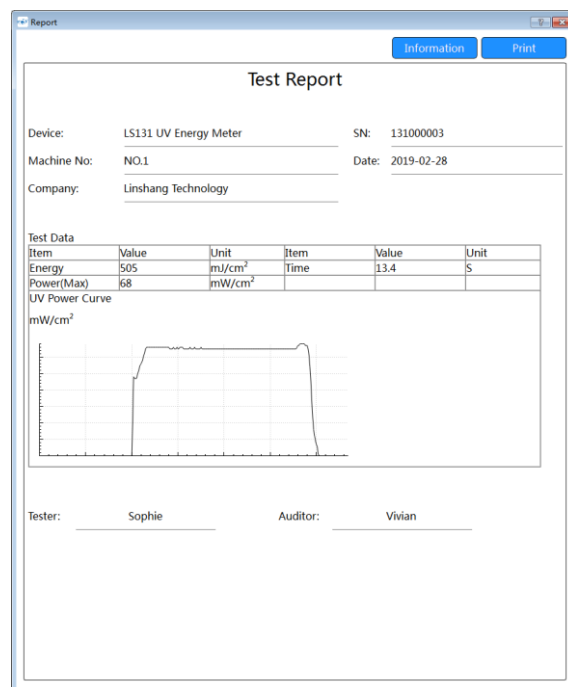 Report
Information Print
Test Report
Device: LS131 UV Energy Meter SN: 131000003
Machine No: NO.1 Date: 2019-02-28
Company: Linshang Technology
Test Data
Item Value Unit Item Value Unit
Energy 505 mJ/cm² Time 13.4 S
Power(Max) 68 mW/cm²
UV Power Curve
mW/cm²
Tester: Sophie Auditor: Vivian